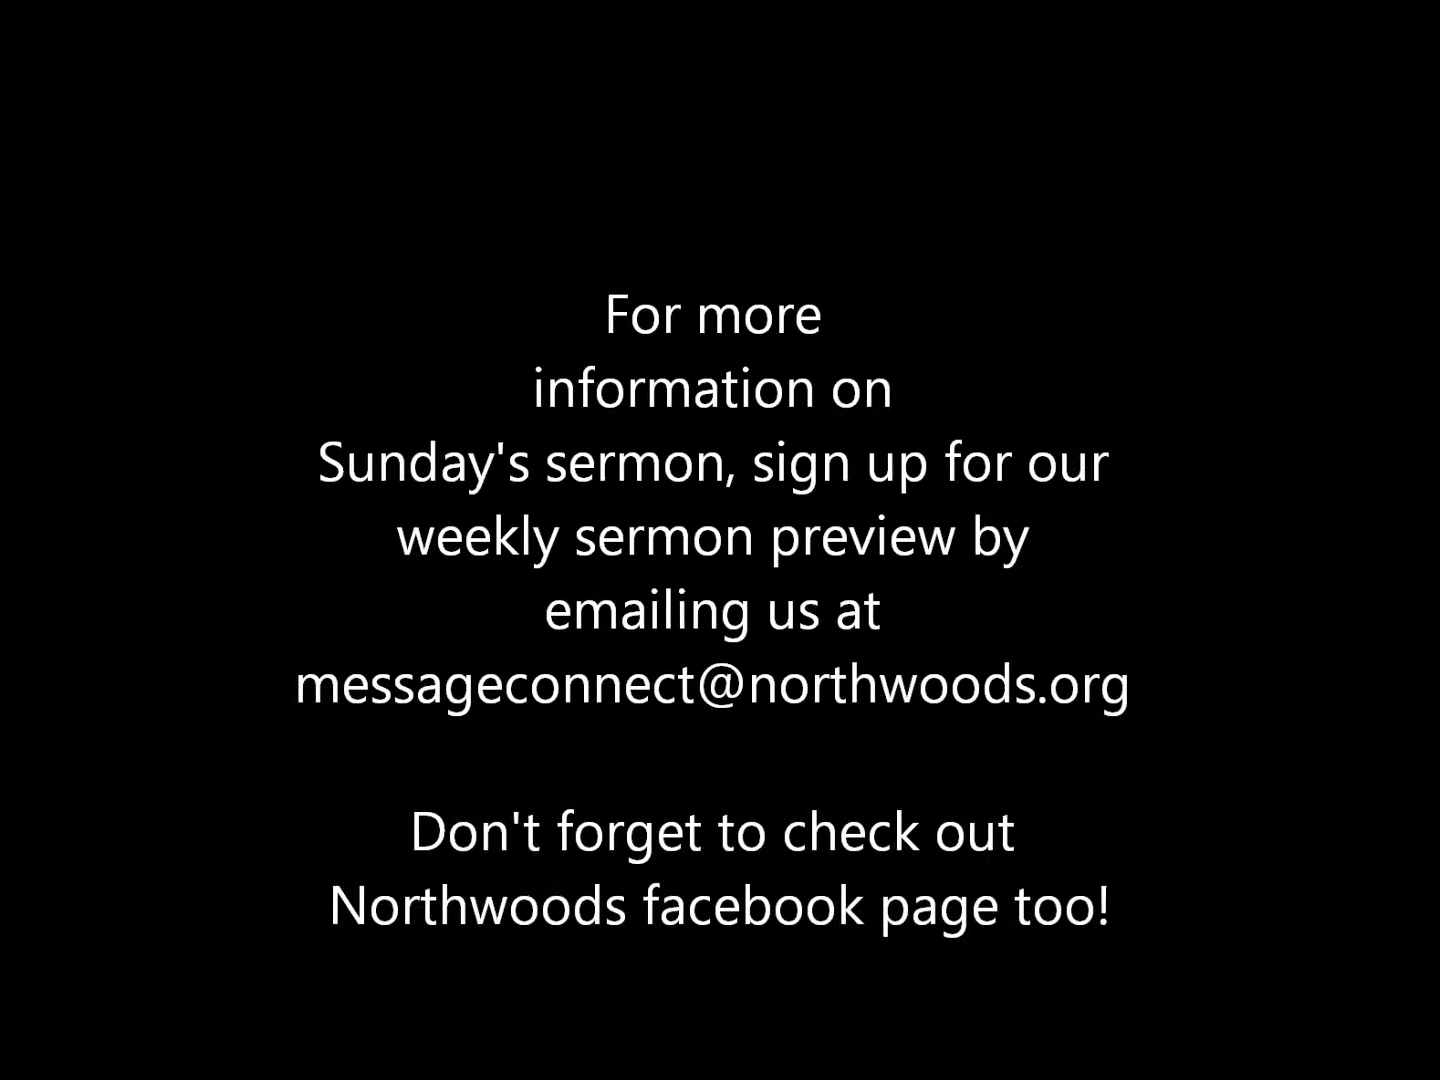 For more
information on
Sunday's sermon, sign up for our
weekly sermon preview by
emailing us at
messageconnect@northwoods.org
Don't forget to check out
Northwoods facebook page too!